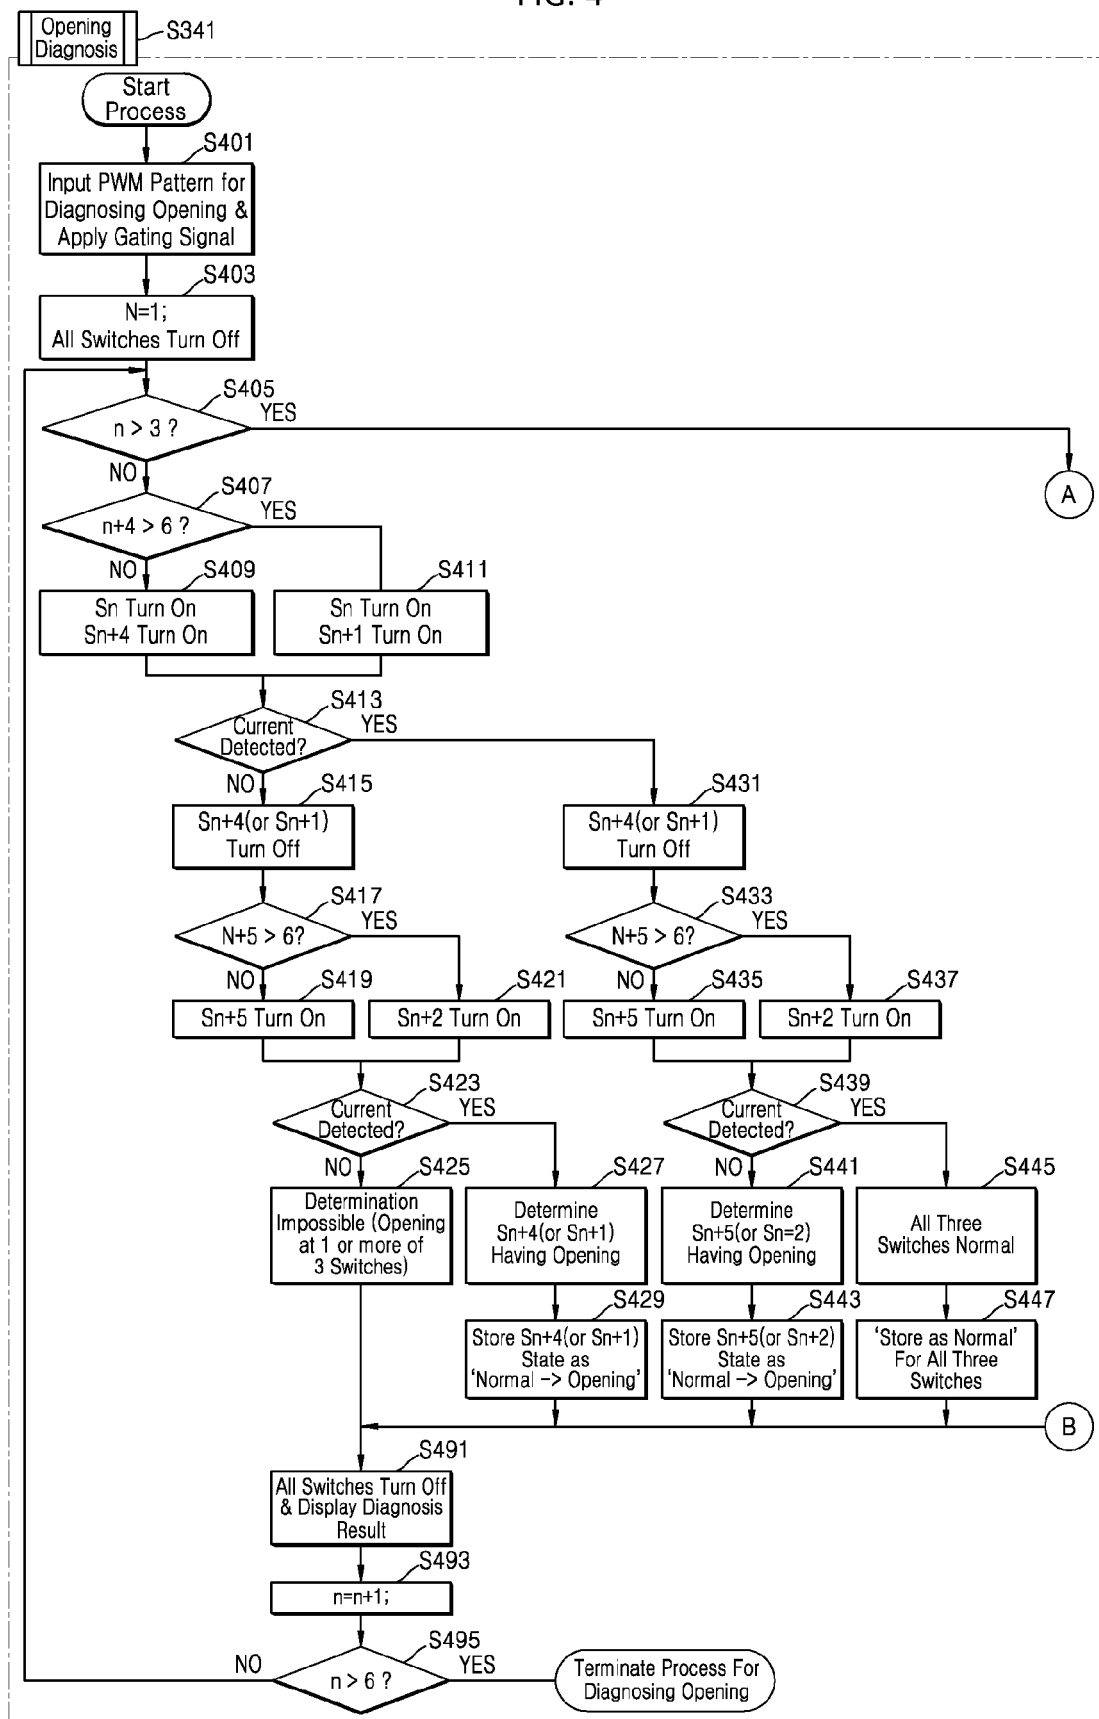 FIG. 4
Opening
Diagnosis
S341
Start
Process
S401
Input PWM Pattern for
Diagnosing Opening &
Apply Gating Signal
S403
N=1;
All Switches Turn Off
S405
n > 3 ?
YES
NO
A
S407
n+4 > 6 ?
YES
NO
S409
Sn Turn On
Sn+4 Turn On
S411
Sn Turn On
Sn+1 Turn On
S413
Current
Detected?
YES
NO
S415
Sn+4(or Sn+1)
Turn Off
S431
Sn+4(or Sn+1)
Turn Off
S417
N+5 > 6?
YES
NO
S433
N+5 > 6?
YES
NO
S419
Sn+5 Turn On
S421
Sn+2 Turn On
S435
Sn+5 Turn On
S437
Sn+2 Turn On
S423
Current
Detected?
YES
NO
S439
Current
Detected?
YES
NO
S425
Determination
Impossible (Opening
at 1 or more of
3 Switches)
S427
Determine
Sn+4(or Sn+1)
Having Opening
S441
Determine
Sn+5(or Sn=2)
Having Opening
S445
All Three
Switches Normal
S429
Store Sn+4(or Sn+1)
State as
'Normal -> Opening'
S443
Store Sn+5(or Sn+2)
State as
'Normal -> Opening'
S447
'Store as Normal'
For All Three
Switches
B
S491
All Switches Turn Off
& Display Diagnosis
Result
S493
n=n+1;
S495
n > 6 ?
NO
YES
Terminate Process For
Diagnosing Opening